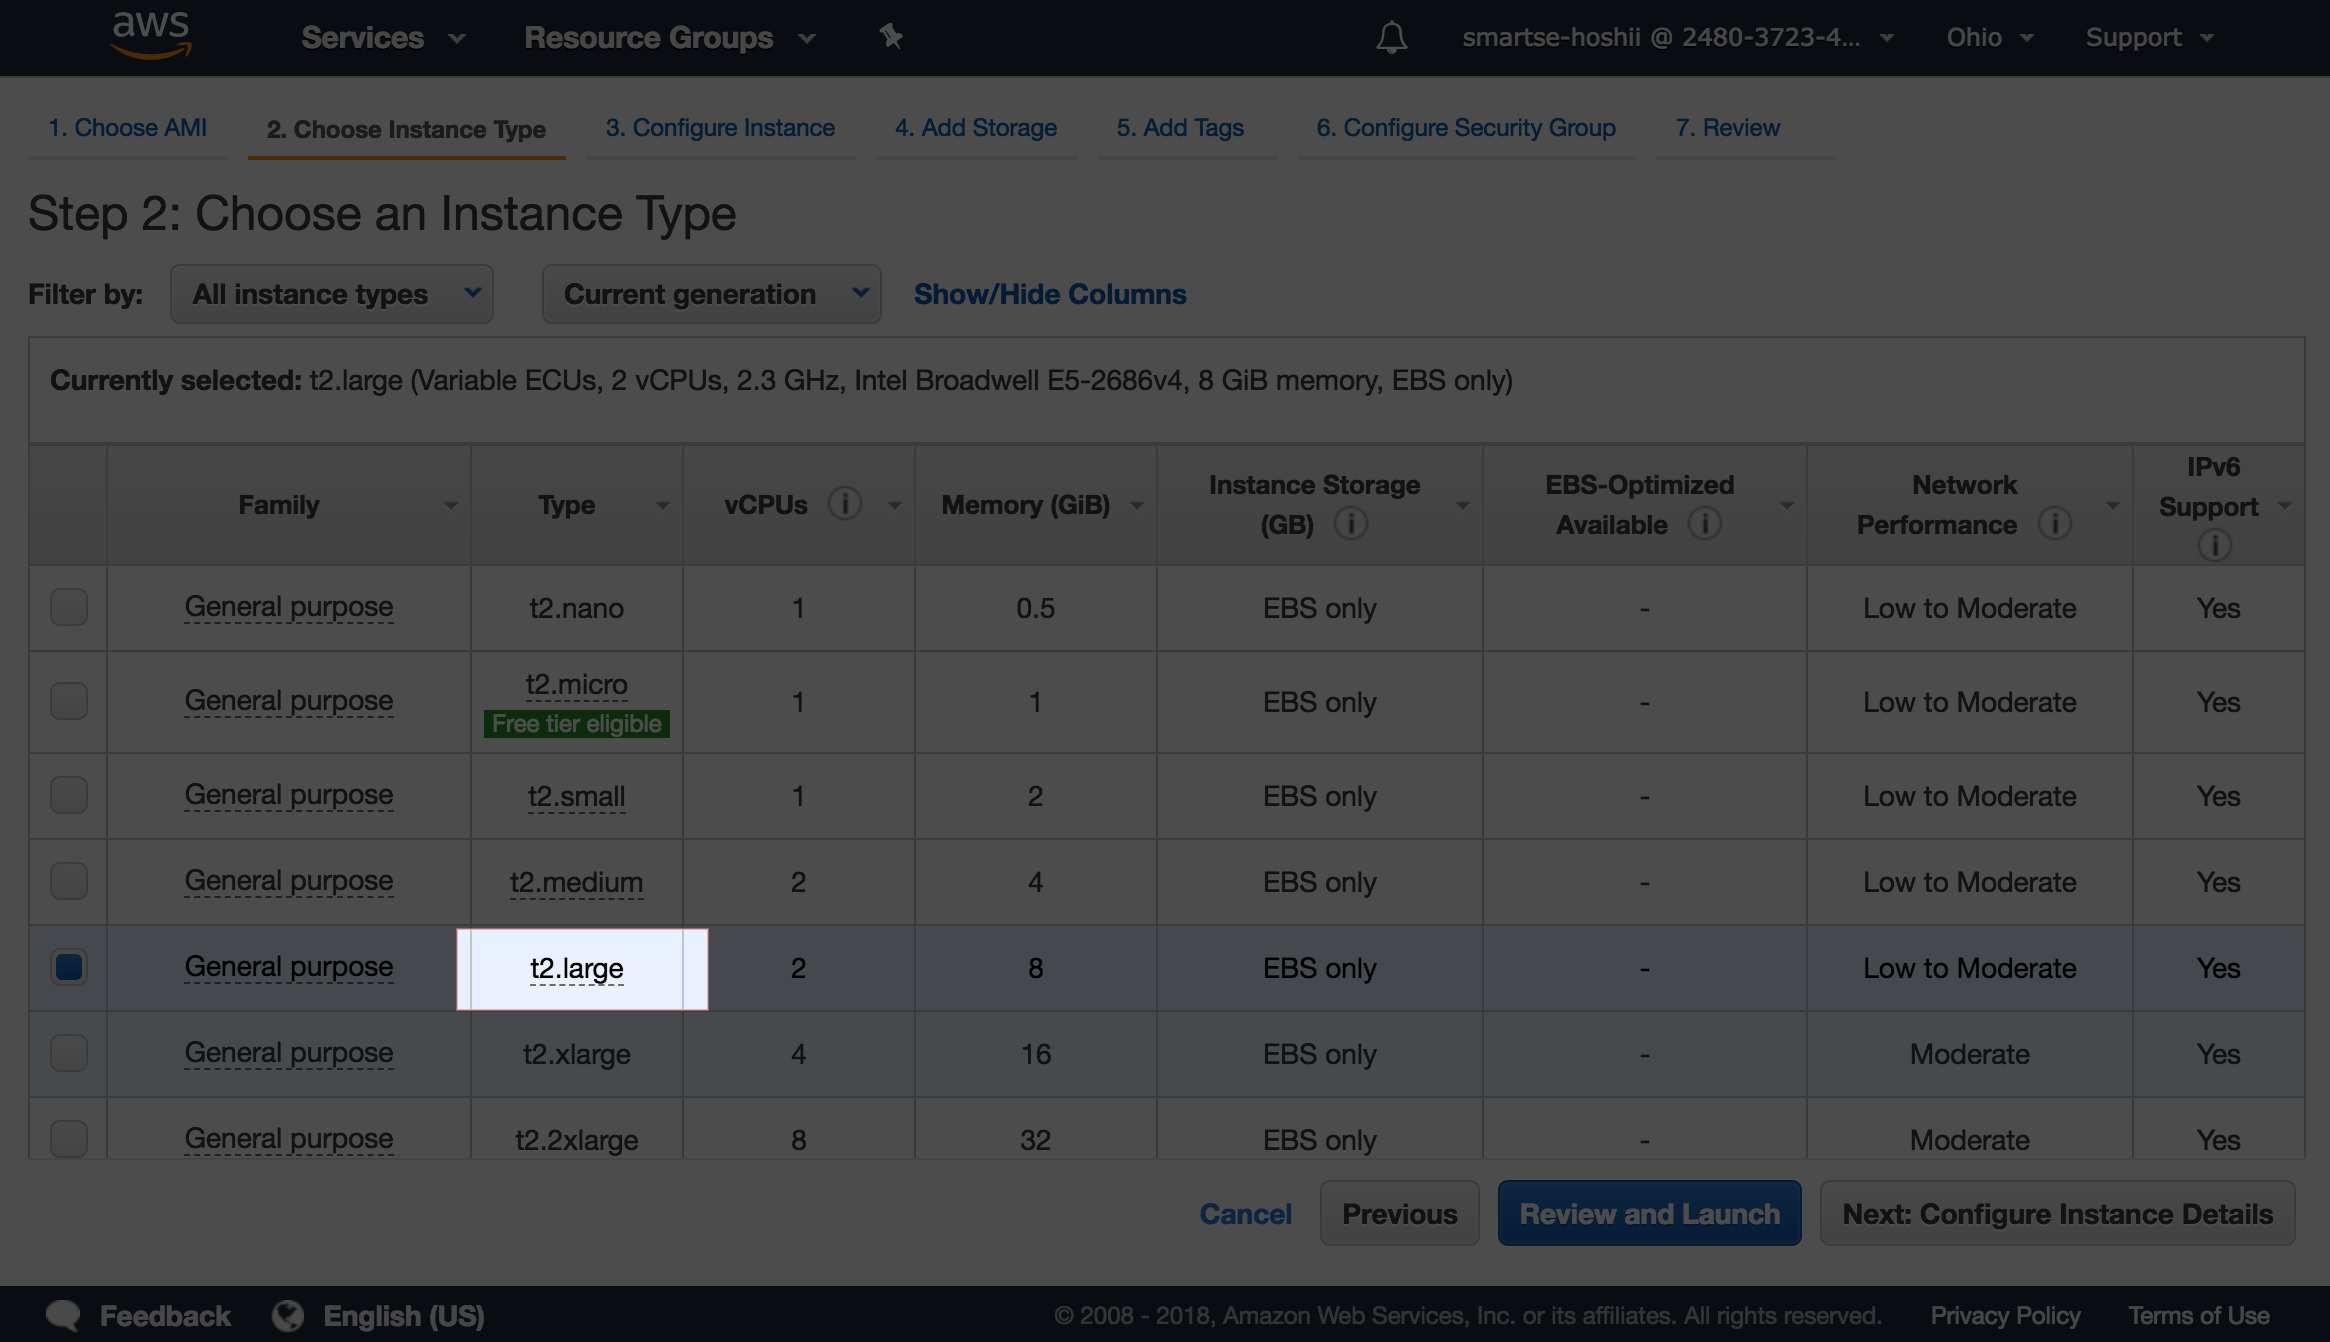 aws Services Resource Groups smartse-hoshii @ 2480-3723-4... Ohio Support
1. Choose AMI 2. Choose Instance Type 3. Configure Instance 4. Add Storage 5. Add Tags 6. Configure Security Group 7. Review
Step 2: Choose an Instance Type
Filter by: All instance types Current generation Show/Hide Columns
Currently selected: t2.large (Variable ECUs, 2 vCPUs, 2.3 GHz, Intel Broadwell E5-2686v4, 8 GiB memory, EBS only)
Family Type vCPUs i Memory (GiB) Instance Storage (GB) i EBS-Optimized Available i Network Performance i IPv6 Support i
General purpose t2.nano 1 0.5 EBS only - Low to Moderate Yes
General purpose t2.micro Free tier eligible 1 1 EBS only - Low to Moderate Yes
General purpose t2.small 1 2 EBS only - Low to Moderate Yes
General purpose t2.medium 2 4 EBS only - Low to Moderate Yes
General purpose t2.large 2 8 EBS only - Low to Moderate Yes
General purpose t2.xlarge 4 16 EBS only - Moderate Yes
General purpose t2.2xlarge 8 32 EBS only - Moderate Yes
Cancel Previous Review and Launch Next: Configure Instance Details
Feedback English (US) © 2008 - 2018, Amazon Web Services, Inc. or its affiliates. All rights reserved. Privacy Policy Terms of Use